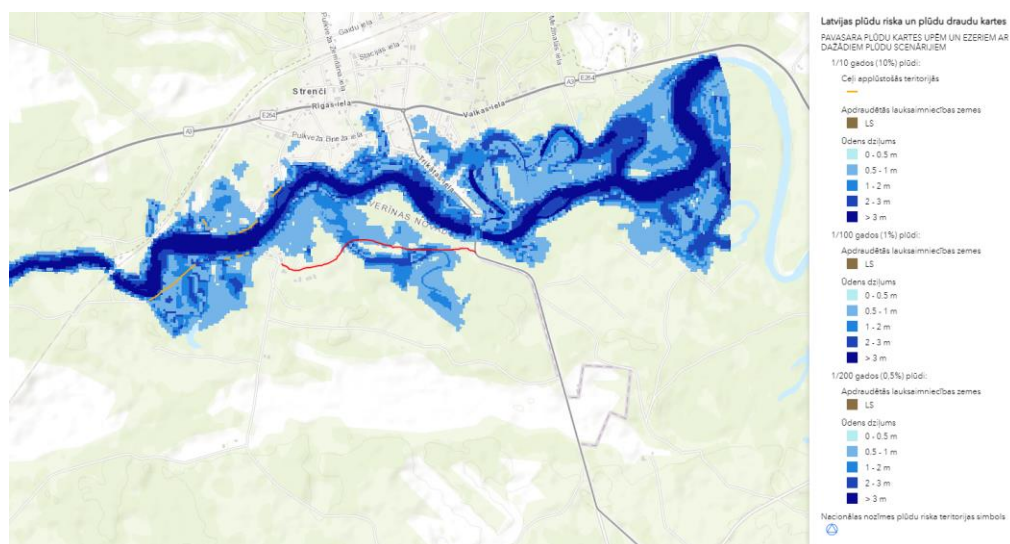 Gaidu iela
Stacijas iela
Strenči
Rīgas iela
E264
A3
Valkas iela
A3
E264
Trikātas iela
Latvijas plūdu riska un plūdu draudu kartes
PAVASARA PLŪDU KARTES UPĒM UN EZERIEM AR
DAŽĀDIEM PLŪDU SCENĀRIJIEM
1/10 gados (10%) plūdi:
Ceļi applūstošās teritorijās
Apdraudētās lauksaimniecības zemes
LS
Ūdens dziļums
0 - 0.5 m
0.5 - 1 m
1 - 2 m
2 - 3 m
> 3 m
1/100 gados (1%) plūdi:
Apdraudētās lauksaimniecības zemes
LS
Ūdens dziļums
0 - 0.5 m
0.5 - 1 m
1 - 2 m
2 - 3 m
> 3 m
1/200 gados (0,5%) plūdi:
Apdraudētās lauksaimniecības zemes
LS
Ūdens dziļums
0 - 0.5 m
0.5 - 1 m
1 - 2 m
2 - 3 m
> 3 m
Nacionālas nozīmes plūdu riska teritorijas simbols